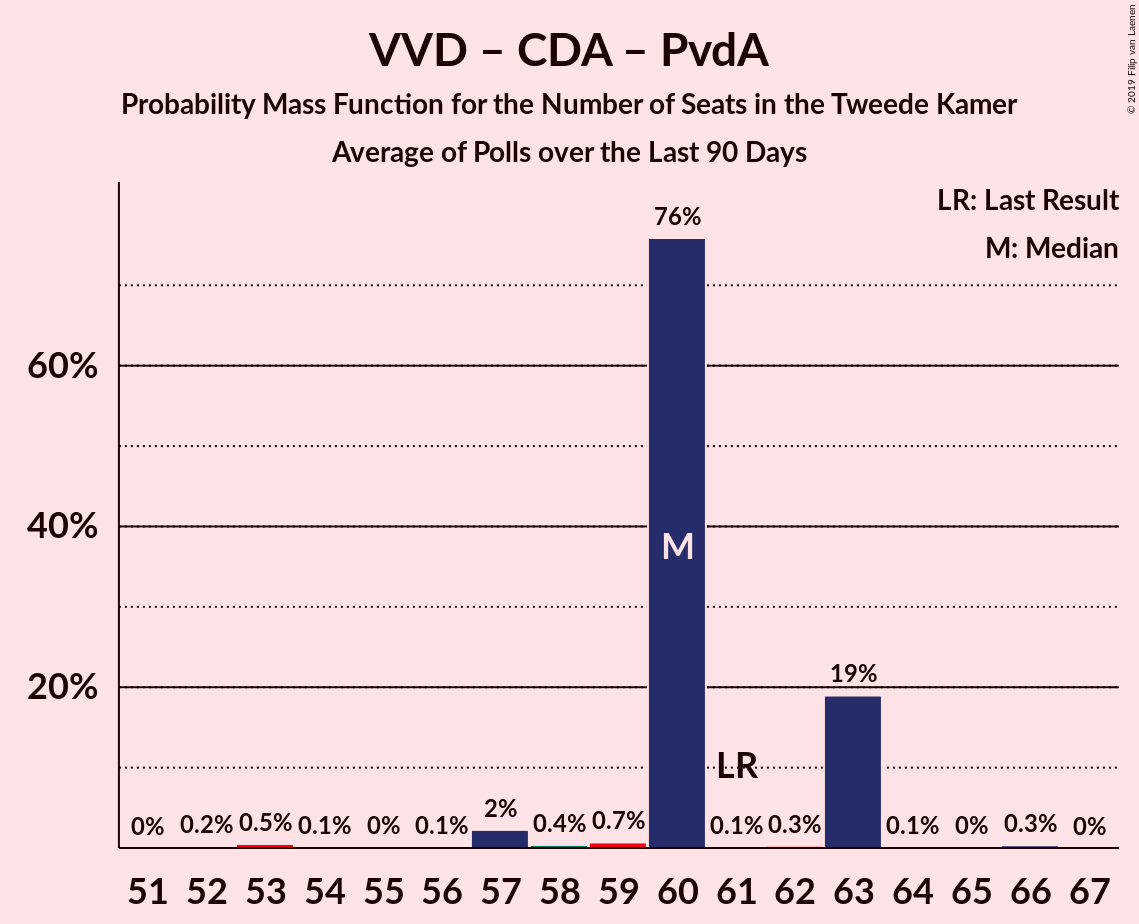 VVD – CDA – PvdA
Probability Mass Function for the Number of Seats in the Tweede Kamer
Average of Polls over the Last 90 Days
© 2019 Filip van Laenen
LR: Last Result
M: Median
60%
40%
20%
0%
0.2%
0.5%
0.1%
0%
0.1%
2%
0.4%
0.7%
76%
M
LR
0.1%
0.3%
19%
0.1%
0%
0.3%
0%
51 52 53 54 55 56 57 58 59 60 61 62 63 64 65 66 67